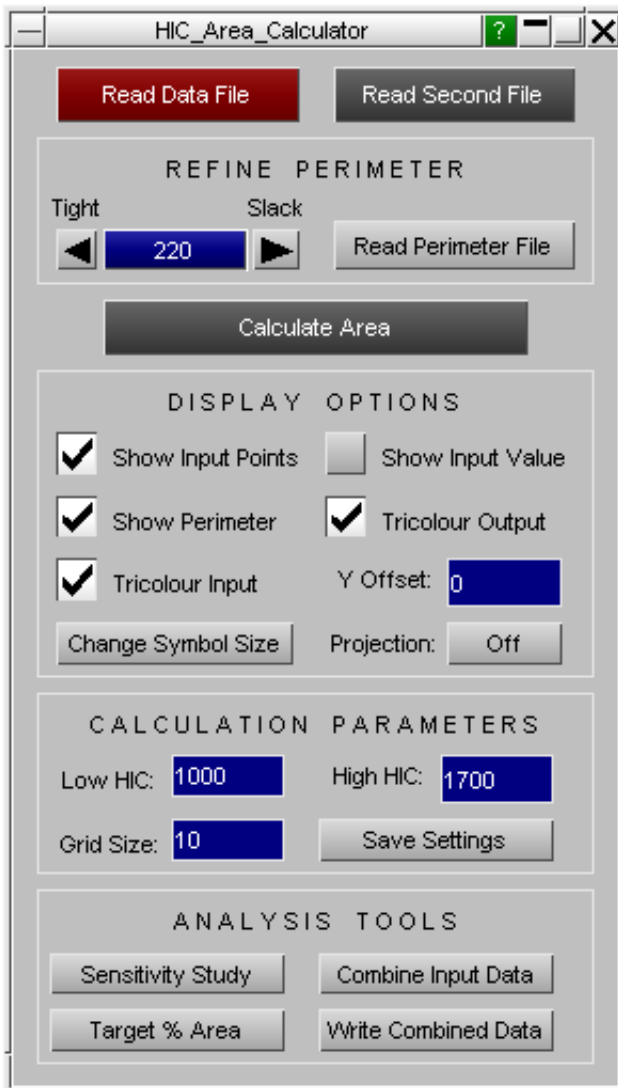 HIC_Area_Calculator ?
Read Data File Read Second File
REFINE PERIMETER
Tight Slack
220 Read Perimeter File
Calculate Area
DISPLAY OPTIONS
Show Input Points Show Input Value
Show Perimeter Tricolour Output
Tricolour Input Y Offset: 0
Change Symbol Size Projection: Off
CALCULATION PARAMETERS
Low HIC: 1000 High HIC: 1700
Grid Size: 10 Save Settings
ANALYSIS TOOLS
Sensitivity Study Combine Input Data
Target % Area Write Combined Data